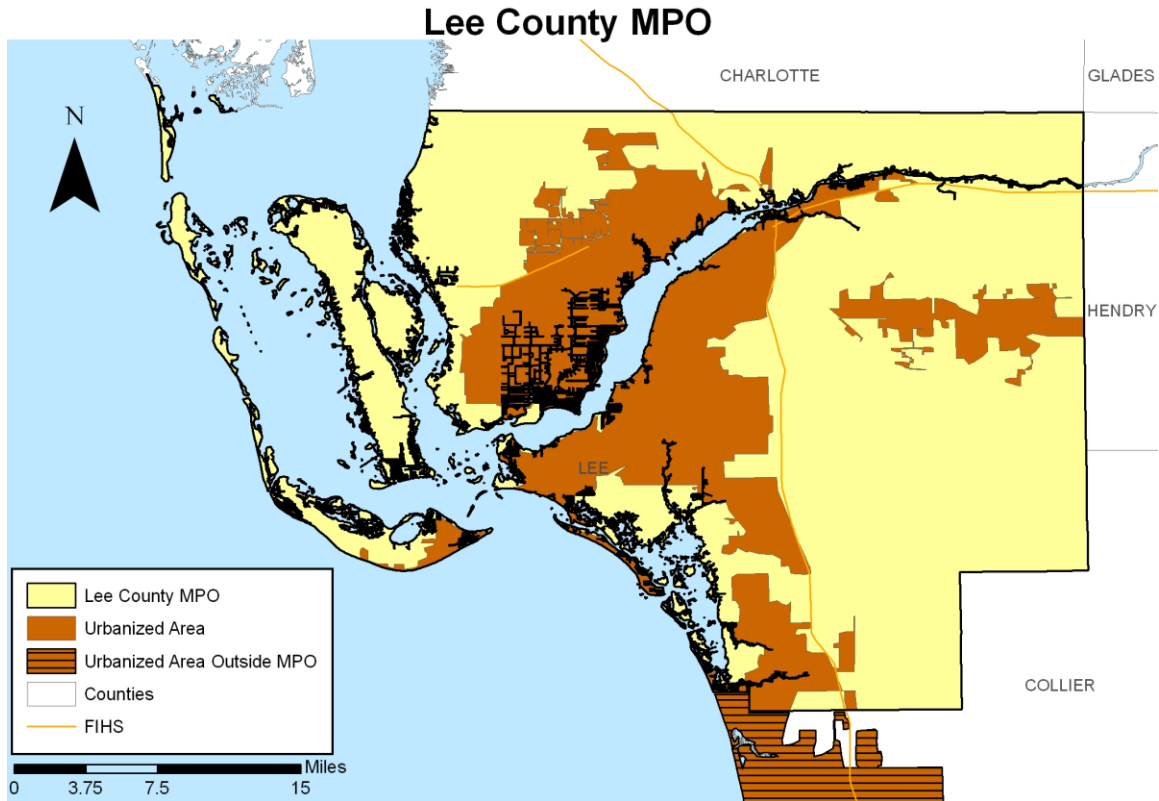 Lee County MPO
CHARLOTTE
GLADES
N
HENDRY
LEE
COLLIER
Lee County MPO
Urbanized Area
Urbanized Area Outside MPO
Counties
FIHS
Miles
0 3.75 7.5 15